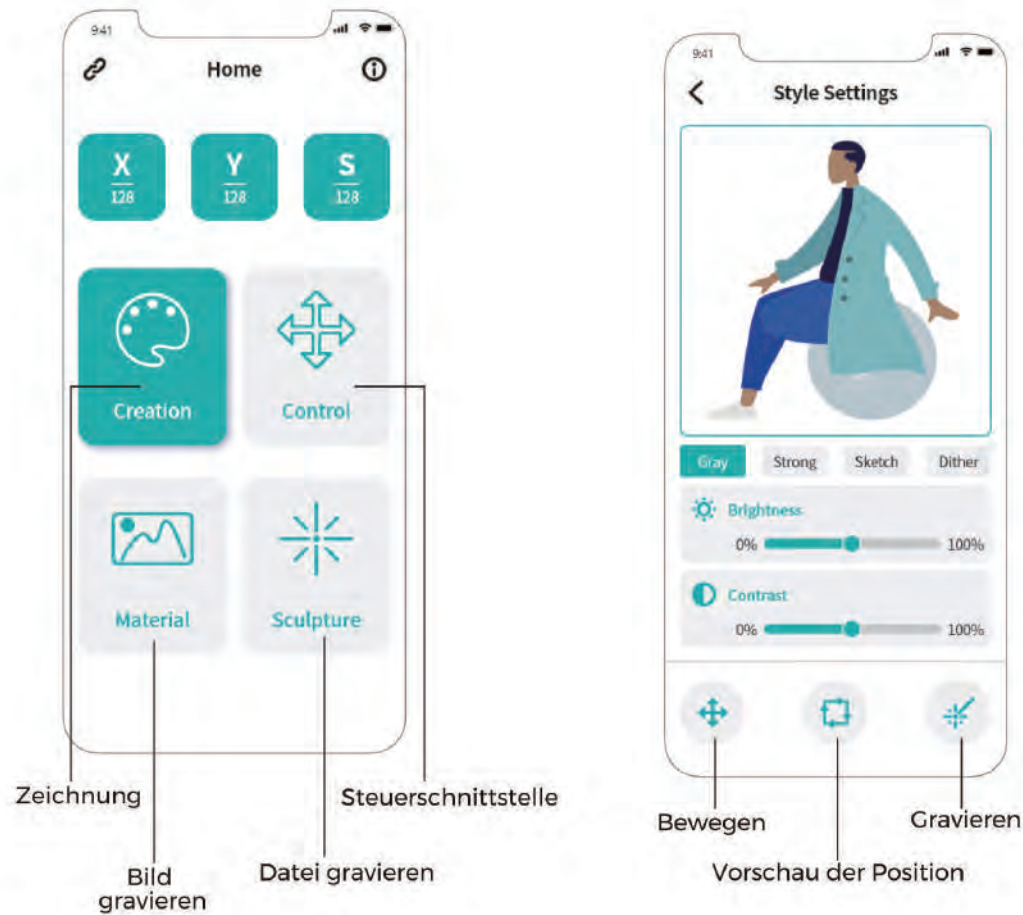 9:41
Home
X
128
Y
128
S
128
Creation
Control
Material
Sculpture
Zeichnung
Steuerschnittstelle
Bild
gravieren
Datei gravieren
9:41
Style Settings
Gray
Strong
Sketch
Dither
Brightness
0%
100%
Contrast
0%
100%
Bewegen
Gravieren
Vorschau der Position